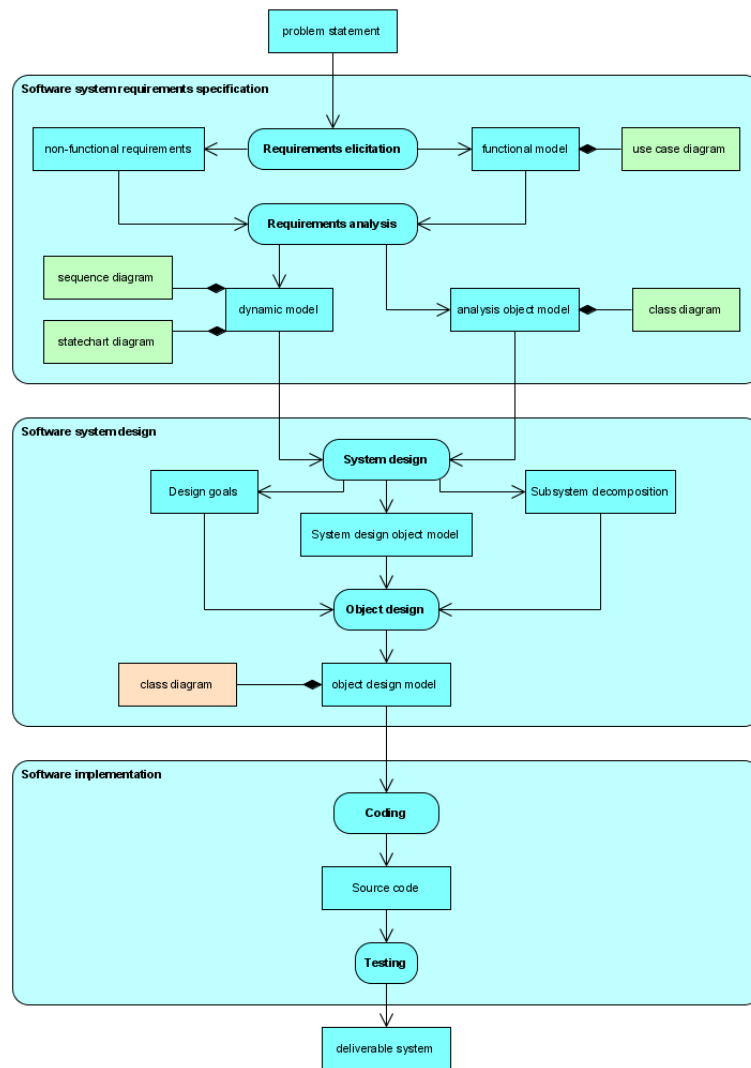 problem statement
Software system requirements specification
non-functional requirements
Requirements elicitation
functional model
use case diagram
Requirements analysis
sequence diagram
dynamic model
analysis object model
class diagram
statechart diagram
Software system design
System design
Design goals
Subsystem decomposition
System design object model
Object design
class diagram
object design model
Software implementation
Coding
Source code
Testing
deliverable system